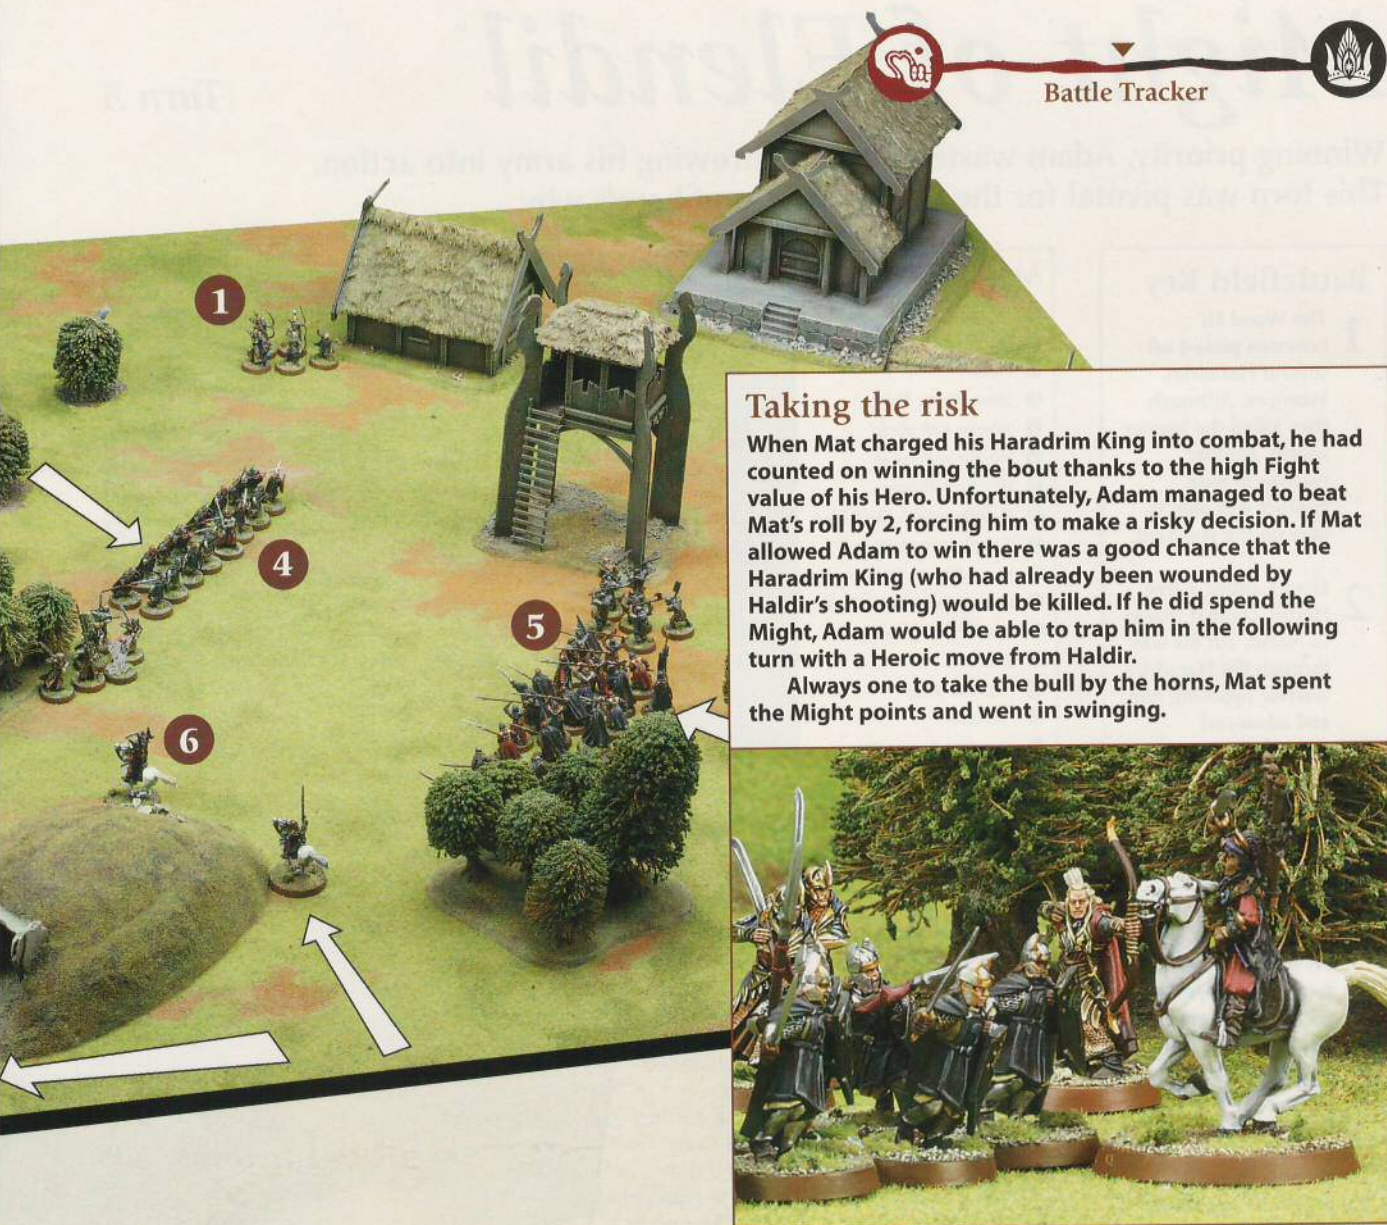 Battle Tracker
1
4
5
6
Taking the risk
When Mat charged his Haradrim King into combat, he had
counted on winning the bout thanks to the high Fight
value of his Hero. Unfortunately, Adam managed to beat
Mat's roll by 2, forcing him to make a risky decision. If Mat
allowed Adam to win there was a good chance that the
Haradrim King (who had already been wounded by
Haldir's shooting) would be killed. If he did spend the
Might, Adam would be able to trap him in the following
turn with a Heroic move from Haldir.
Always one to take the bull by the horns, Mat spent
the Might points and went in swinging.